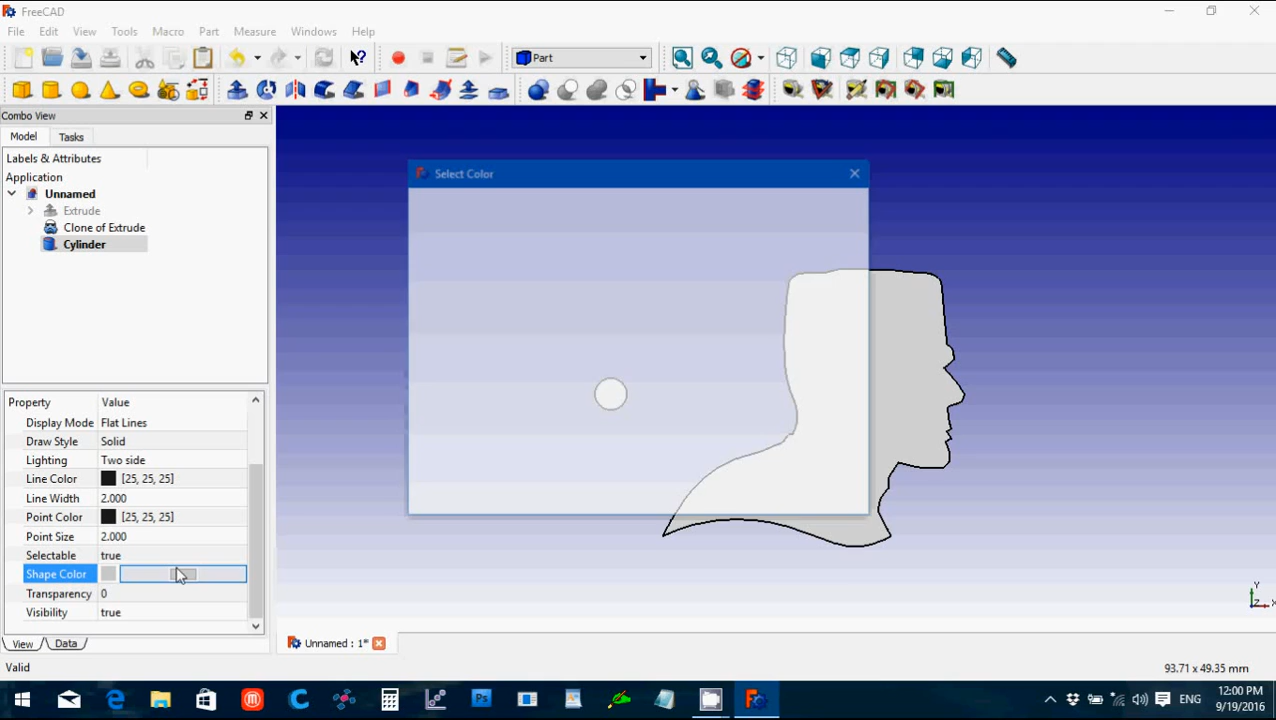 FreeCAD
File Edit View Tools Macro Part Measure Windows Help
Part
Combo View
Model Tasks
Labels & Attributes
Application
Unnamed
Extrude
Clone of Extrude
Cylinder
Select Color
Property Value
Display Mode Flat Lines
Draw Style Solid
Lighting Two side
Line Color [25, 25, 25]
Line Width 2.000
Point Color [25, 25, 25]
Point Size 2.000
Selectable true
Shape Color
Transparency 0
Visibility true
View Data
Unnamed : 1*
Y
Z X
Valid
93.71 x 49.35 mm
Ps
ENG
12:00 PM
9/19/2016